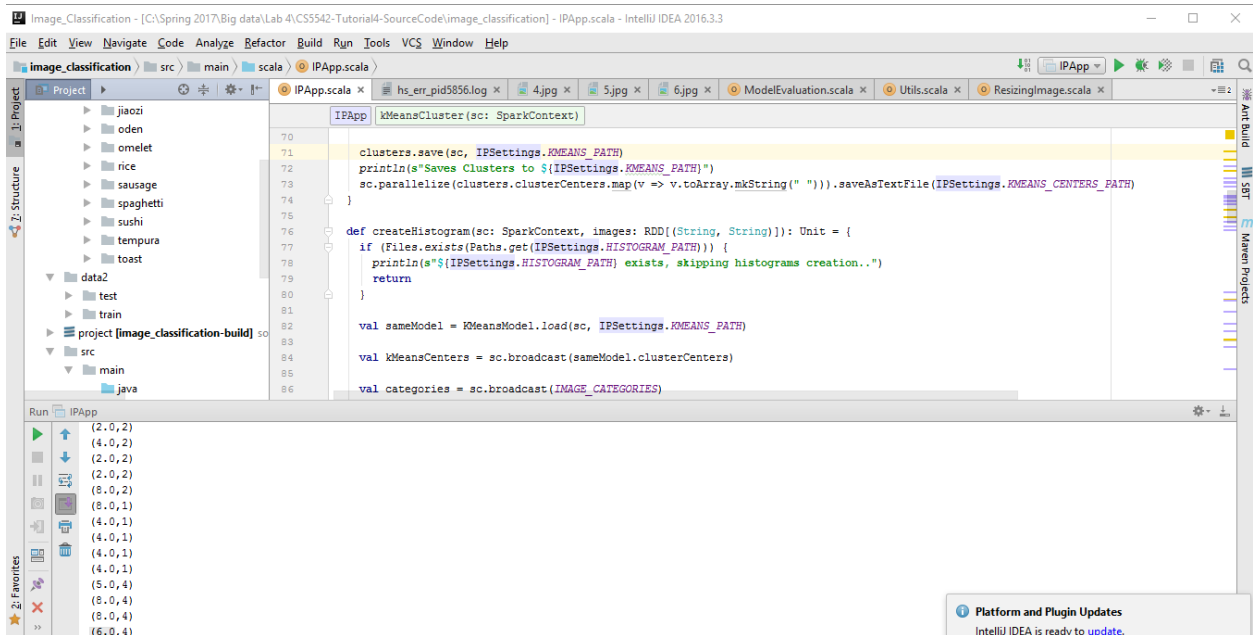 Image_Classification - [C:\Spring 2017\Big data\Lab 4\CS5542-Tutorial4-SourceCode\image_classification] - IPApp.scala - IntelliJ IDEA 2016.3.3
File Edit View Navigate Code Analyze Refactor Build Run Tools VCS Window Help
image_classification src main scala IPApp.scala
IPApp
1: Project
7: Structure
2: Favorites
Project
jiaozi
oden
omelet
rice
sausage
spaghetti
sushi
tempura
toast
data2
test
train
project [image_classification-build] so
src
main
java
IPApp.scala hs_err_pid5856.log 4.jpg 5.jpg 6.jpg ModelEvaluation.scala Utils.scala ResizingImage.scala
IPApp kMeansCluster(sc: SparkContext)
70
71 clusters.save(sc, IPSettings.KMEANS_PATH)
72 println(s"Saves Clusters to ${IPSettings.KMEANS_PATH}")
73 sc.parallelize(clusters.clusterCenters.map(v => v.toArray.mkString(" "))).saveAsTextFile(IPSettings.KMEANS_CENTERS_PATH)
74 }
75
76 def createHistogram(sc: SparkContext, images: RDD[(String, String)]): Unit = {
77 if (Files.exists(Paths.get(IPSettings.HISTOGRAM_PATH))) {
78 println(s"${IPSettings.HISTOGRAM_PATH} exists, skipping histograms creation..")
79 return
80 }
81
82 val sameModel = KMeansModel.load(sc, IPSettings.KMEANS_PATH)
83
84 val kMeansCenters = sc.broadcast(sameModel.clusterCenters)
85
86 val categories = sc.broadcast(IMAGE_CATEGORIES)
Ant Build
SBT
Maven Projects
Run IPApp
(2.0,2)
(4.0,2)
(2.0,2)
(2.0,2)
(8.0,2)
(8.0,1)
(4.0,1)
(4.0,1)
(4.0,1)
(4.0,1)
(5.0,4)
(8.0,4)
(8.0,4)
(6.0,4)
Platform and Plugin Updates
IntelliJ IDEA is ready to update.